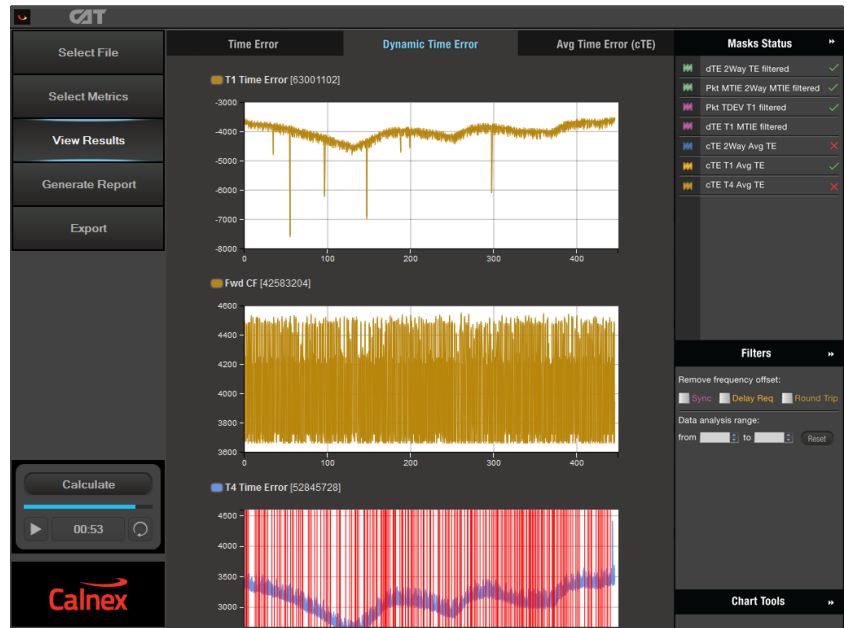 CAT
Select File
Select Metrics
View Results
Generate Report
Export
Calculate
00:53
Calnex
Time Error
Dynamic Time Error
Avg Time Error (cTE)
T1 Time Error [63001102]
-3000
-4000
-5000
-6000
-7000
-8000
0 100 200 300 400
Fwd CF [42583204]
4600
4400
4200
4000
3800
3600
0 100 200 300 400
T4 Time Error [52845728]
4500
4000
3500
3000
Masks Status
dTE 2Way TE filtered
Pkt MTIE 2Way MTIE filtered
Pkt TDEV T1 filtered
dTE T1 MTIE filtered
cTE 2Way Avg TE
cTE T1 Avg TE
cTE T4 Avg TE
Filters
Remove frequency offset:
Sync Delay Req Round Trip
Data analysis range:
from to Reset
Chart Tools